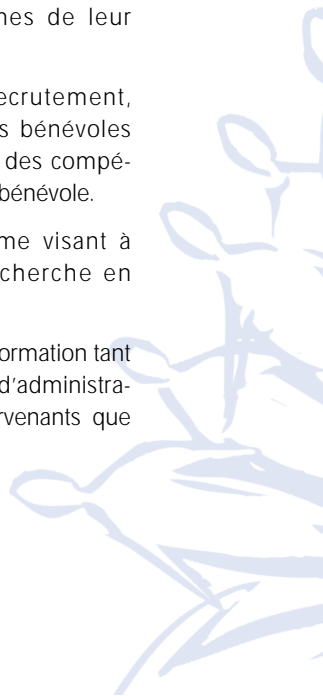 nes de leur
ecrutement,
s bénévoles
des compé-
bénévole.
me visant à
cherche en
ormation tant
d'administra-
rvenants que